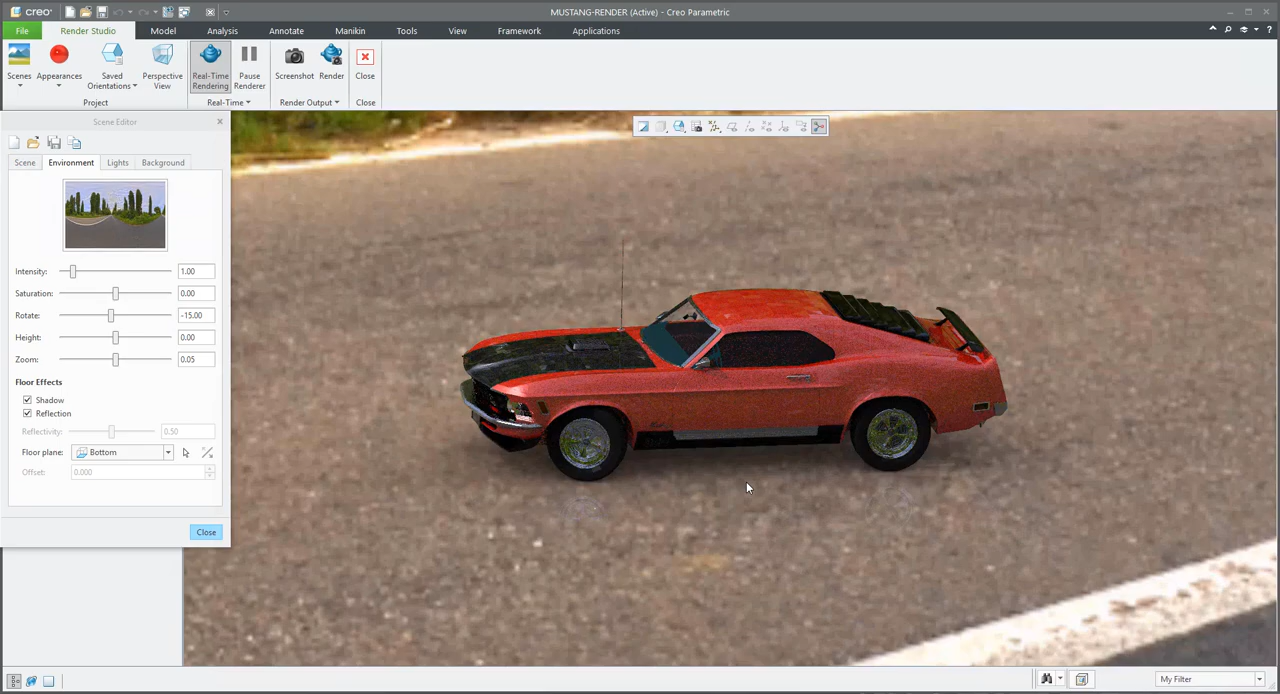 creo
MUSTANG-RENDER (Active) - Creo Parametric
File
Render Studio
Model
Analysis
Annotate
Manikin
Tools
View
Framework
Applications
Scenes
Appearances
Saved
Orientations
Perspective
View
Real-Time
Rendering
Pause
Renderer
Screenshot
Render
Close
Project
Real-Time
Render Output
Close
Scene Editor
Scene
Environment
Lights
Background
Intensity:
1.00
Saturation:
0.00
Rotate:
-15.00
Height:
0.00
Zoom:
0.05
Floor Effects
Shadow
Reflection
Reflectivity:
0.50
Floor plane:
Bottom
Offset:
0.000
Close
My Filter